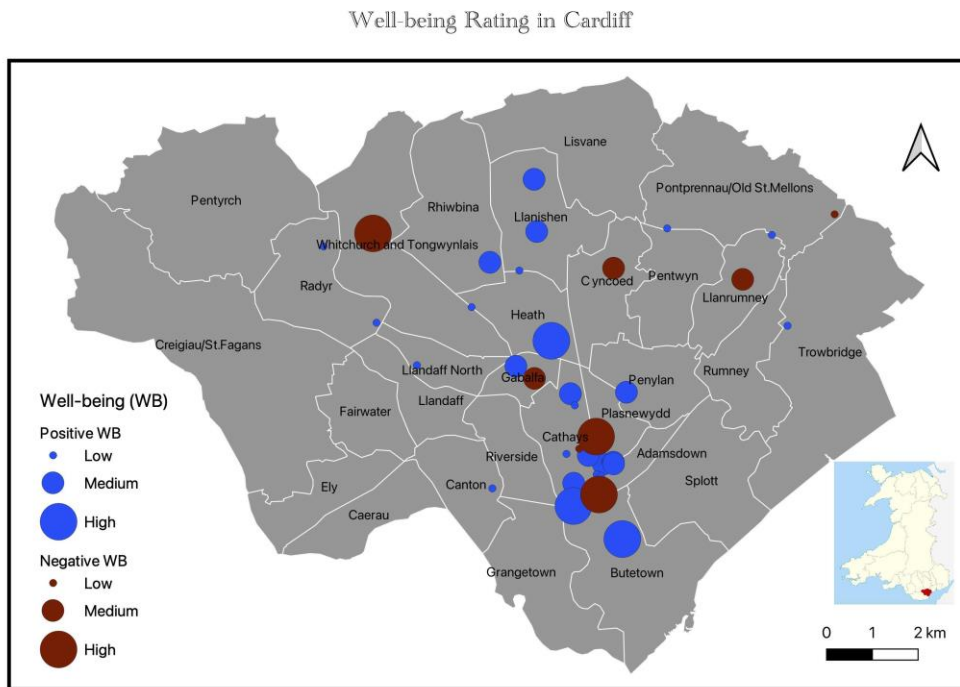 Well-being Rating in Cardiff
Lisvane
Pentyrch
Pontprennau/Old St.Mellons
Rhiwbina
Llanishen
Whitchurch and Tongwynlais
Cyncoed
Pentwyn
Radyr
Llanrumney
Heath
Creigiau/St.Fagans
Trowbridge
Llandaff North
Gabalfa
Penylan
Rumney
Llandaff
Fairwater
Plasnewydd
Cathays
Riverside
Adamsdown
Splott
Ely
Canton
Caerau
Grangetown
Butetown
Well-being (WB)
Positive WB
Low
Medium
High
Negative WB
Low
Medium
High
0 1 2 km